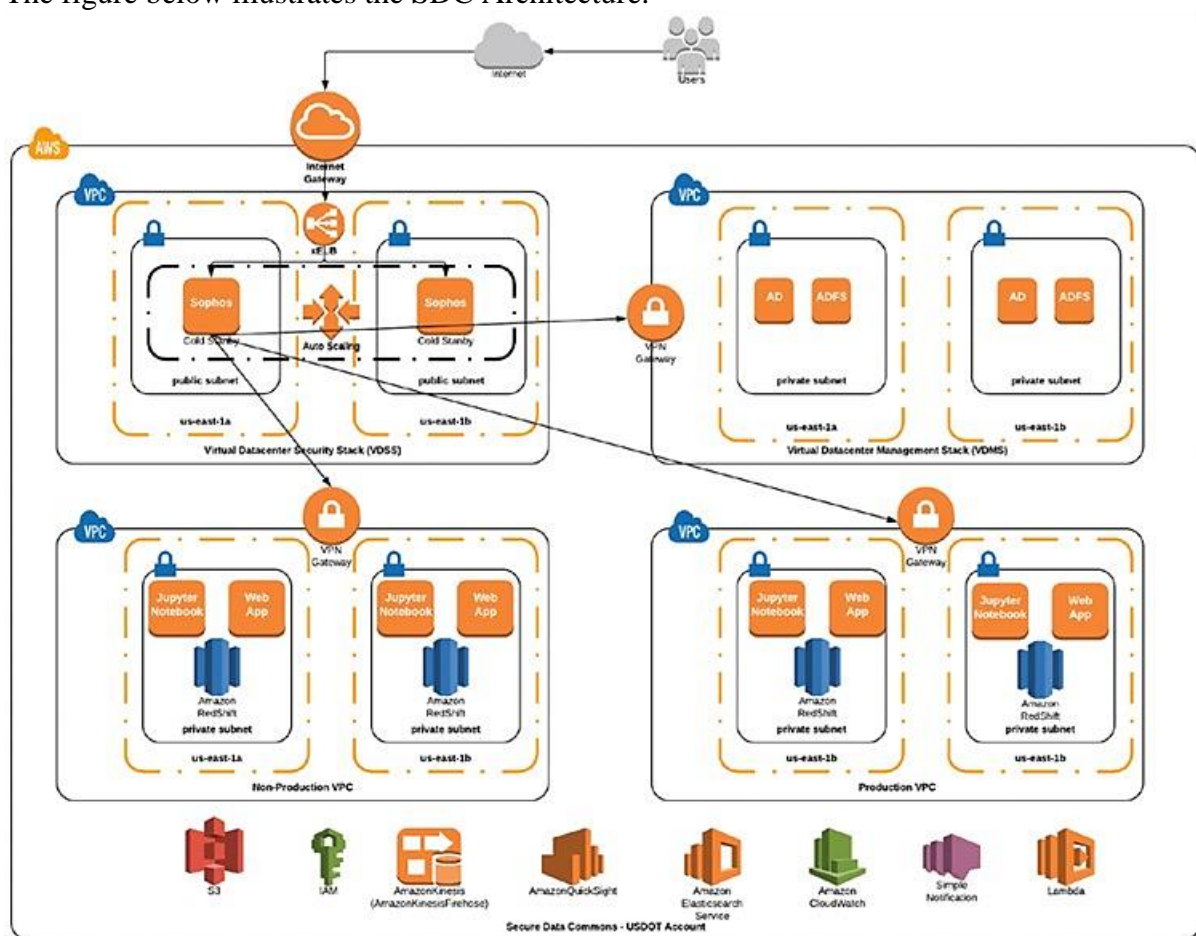 The figure below illustrates the SDC Architecture.
Internet
Users
AWS
Internet
Gateway
VPC
xELB
Sophos
Sophos
Cold Stanby
Auto Scaling
Cold Stanby
public subnet
public subnet
us-east-1a
us-east-1b
Virtual Datacenter Security Stack (VDSS)
VPC
VPN
Gateway
AD
ADFS
AD
ADFS
private subnet
private subnet
us-east-1a
us-east-1b
Virtual Datacenter Management Stack (VDMS)
VPC
VPN
Gateway
Jupyter
Notebook
Web
App
Jupyter
Notebook
Web
App
Amazon
RedShift
Amazon
RedShift
private subnet
private subnet
us-east-1a
us-east-1b
Non-Production VPC
VPC
VPN
Gateway
Jupyter
Notebook
Web
App
Jupyter
Notebook
Web
App
Amazon
RedShift
Amazon
RedShift
private subnet
private subnet
us-east-1b
us-east-1b
Production VPC
S3
IAM
AmazonKinesis
(AmazonKinesisFirehose)
AmazonQuickSight
Amazon
Elasticsearch
Service
Amazon
CloudWatch
Simple
Notification
Lambda
Secure Data Commons - USDOT Account